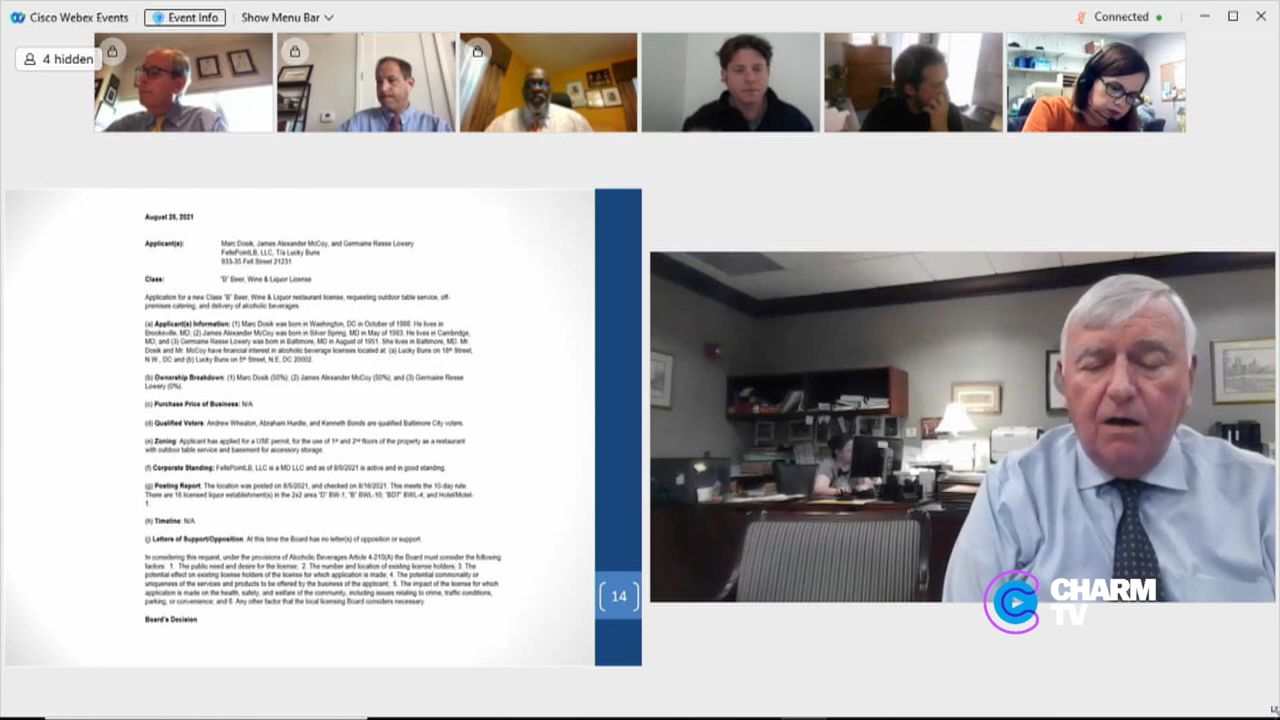 Cisco Webex Events
Event Info
Show Menu Bar
Connected
4 hidden
August 26, 2021
Applicant(s): Marc Dosik, James Alexander McCoy, and Germaine Resse Lowery
FellsPointLB, LLC, T/a Lucky Buns
933-35 Fell Street 21231
Class: "B" Beer, Wine & Liquor License
Application for a new Class "B" Beer, Wine & Liquor restaurant license, requesting outdoor table service, off-
premises catering, and delivery of alcoholic beverages.
(a) Applicant(s) Information: (1) Marc Dosik was born in Washington, DC in October of 1966. He lives in
Brookeville, MD; (2) James Alexander McCoy was born in Silver Spring, MD in May of 1983. He lives in Cambridge,
MD; and (3) Germaine Resse Lowery was born in Baltimore, MD in August of 1951. She lives in Baltimore, MD. Mr.
Dosik and Mr. McCoy have financial interest in alcoholic beverage licenses located at: (a) Lucky Buns on 18th Street,
N.W., DC and (b) Lucky Buns on 5th Street, N.E, DC 20002.
(b) Ownership Breakdown: (1) Marc Dosik (50%); (2) James Alexander McCoy (50%); and (3) Germaine Resse
Lowery (0%).
(c) Purchase Price of Business: N/A
(d) Qualified Voters: Andrew Wheaton, Abraham Hurdle, and Kenneth Bonds are qualified Baltimore City voters.
(e) Zoning: Applicant has applied for a USE permit, for the use of 1st and 2nd floors of the property as a restaurant
with outdoor table service and basement for accessory storage.
(f) Corporate Standing: FellsPointLB, LLC is a MD LLC and as of 8/9/2021 is active and in good standing.
(g) Posting Report: The location was posted on 8/5/2021, and checked on 8/16/2021. This meets the 10-day rule.
There are 16 licensed liquor establishment(s) in the 2x2 area "D" BW-1; "B" BWL-10; "BD7" BWL-4, and Hotel/Motel-
1.
(h) Timeline: N/A
(j) Letters of Support/Opposition: At this time the Board has no letter(s) of opposition or support.
In considering this request, under the provisions of Alcoholic Beverages Article 4-210(A) the Board must consider the following
factors: 1. The public need and desire for the license; 2. The number and location of existing license holders; 3. The
potential effect on existing license holders of the license for which application is made; 4. The potential commonality or
uniqueness of the services and products to be offered by the business of the applicant; 5. The impact of the license for which
application is made on the health, safety, and welfare of the community, including issues relating to crime, traffic conditions,
parking, or convenience; and 6. Any other factor that the local licensing Board considers necessary.
Board's Decision
14
CHARM
TV